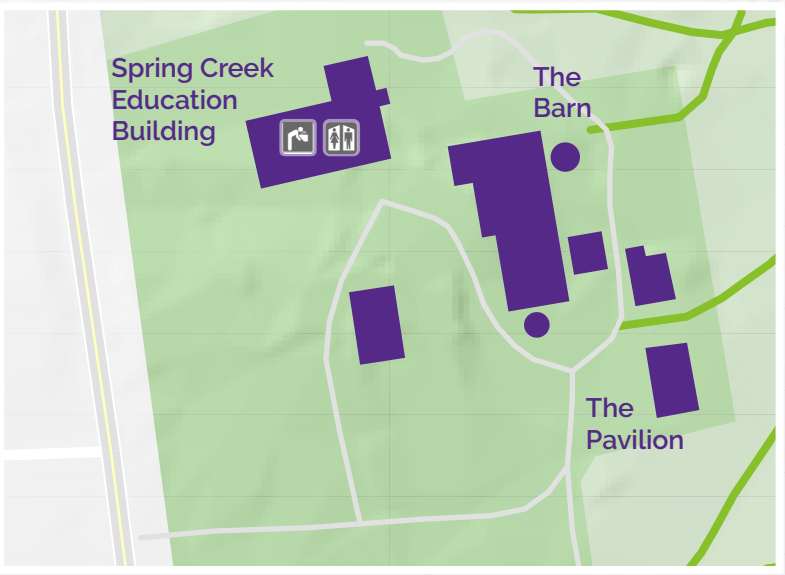 Spring Creek
Education
Building
The
Barn
The
Pavilion